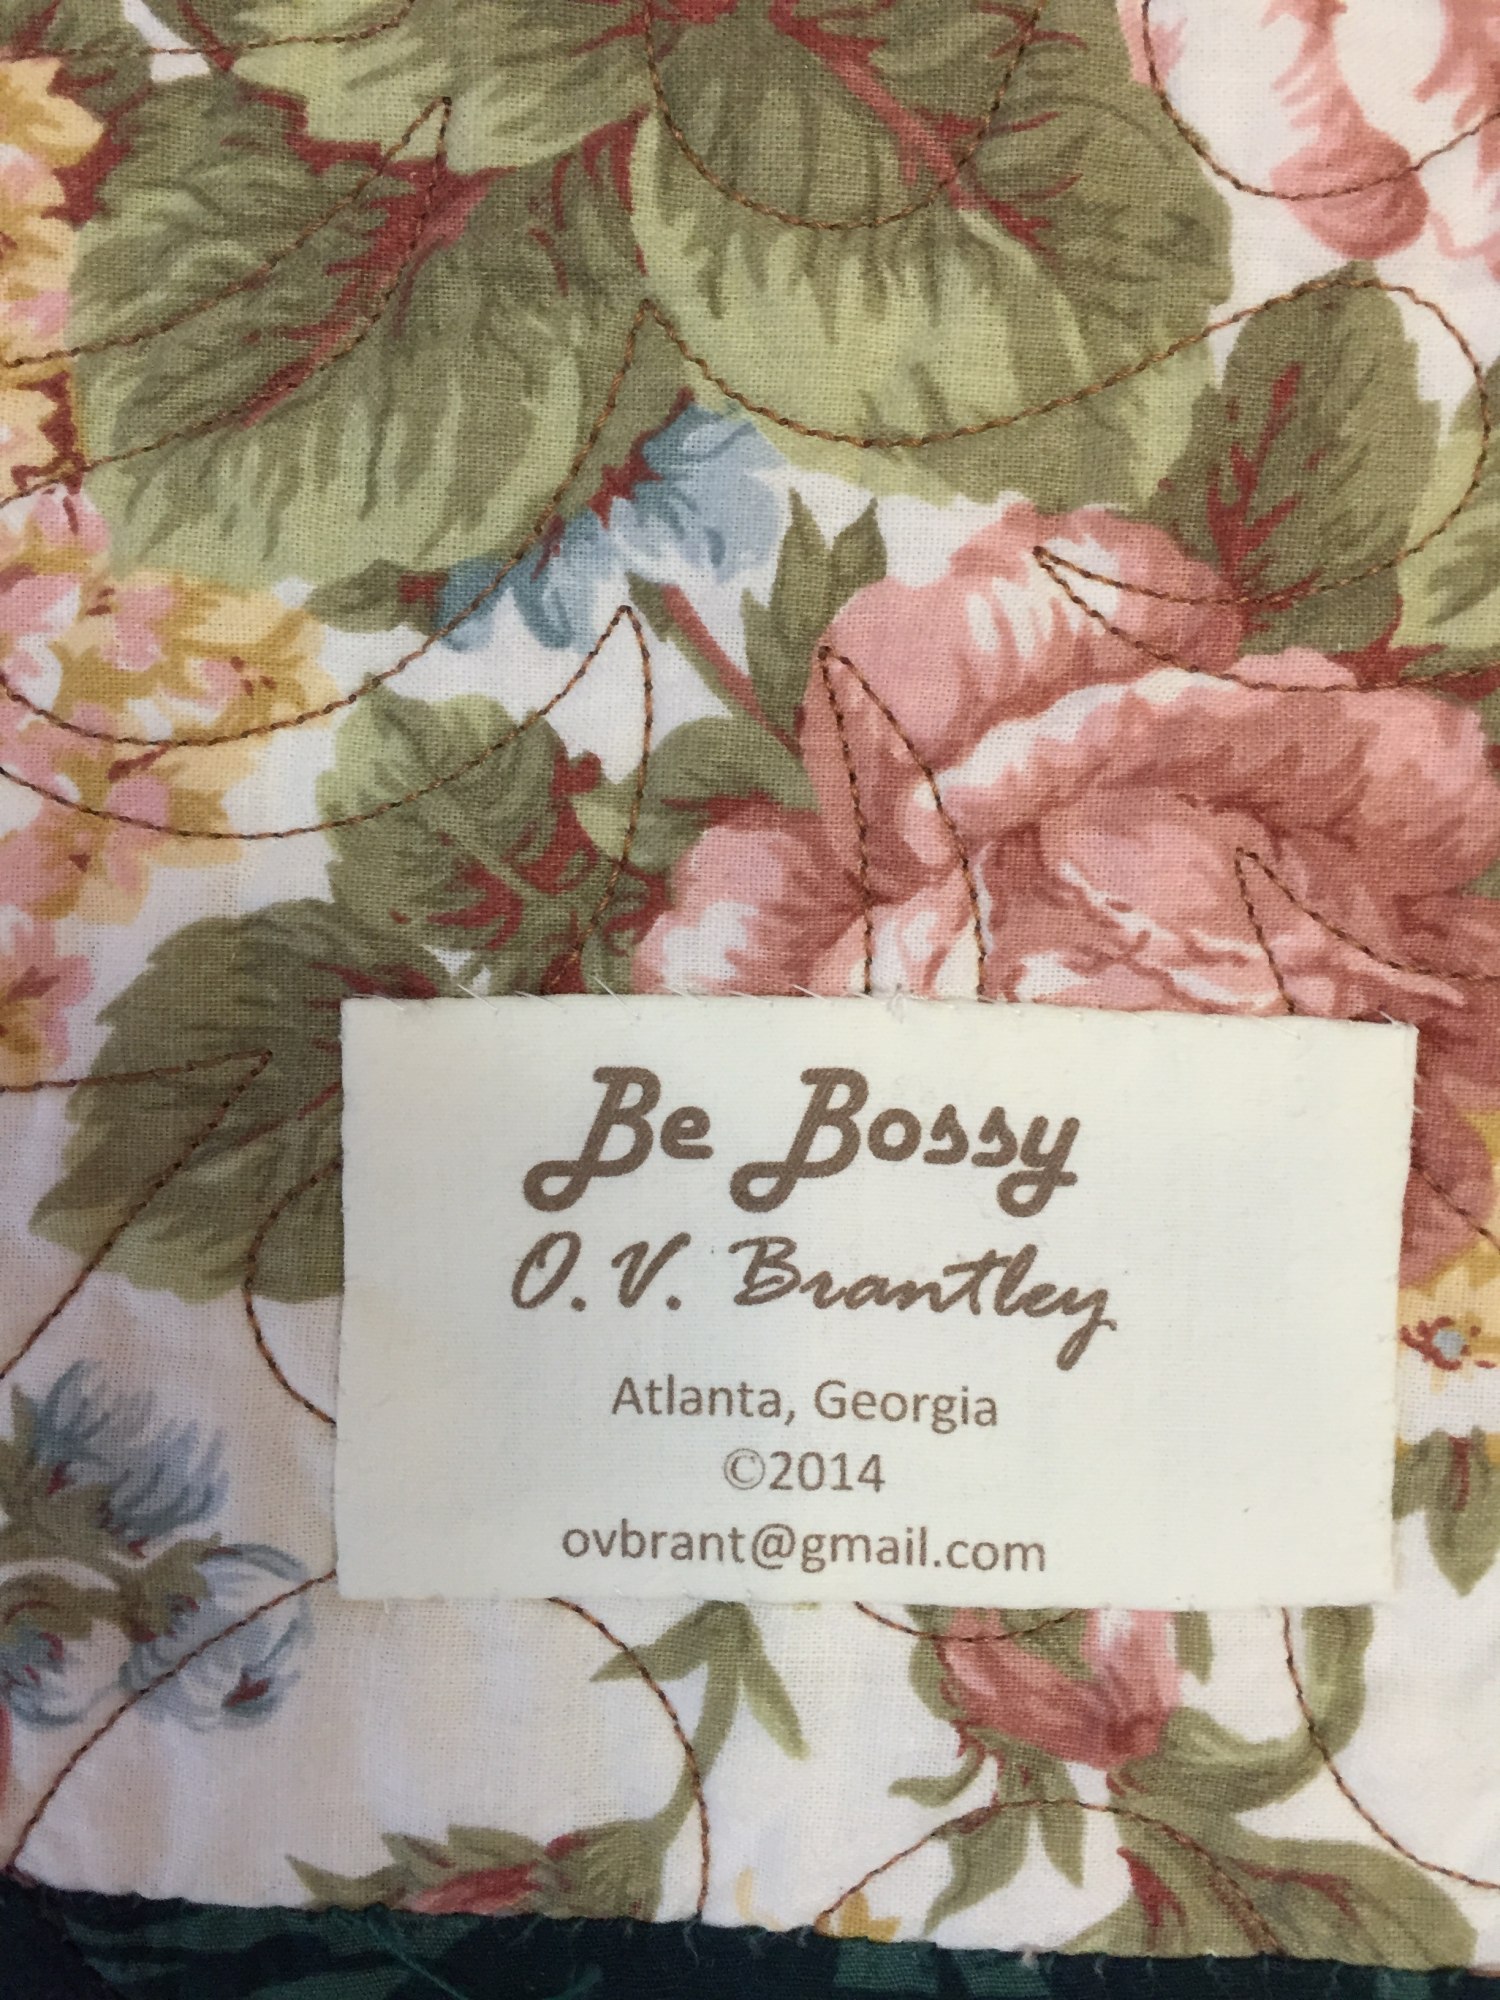 Be Bossy
O.V. Brantley
Atlanta, Georgia
©2014
ovbrant@gmail.com